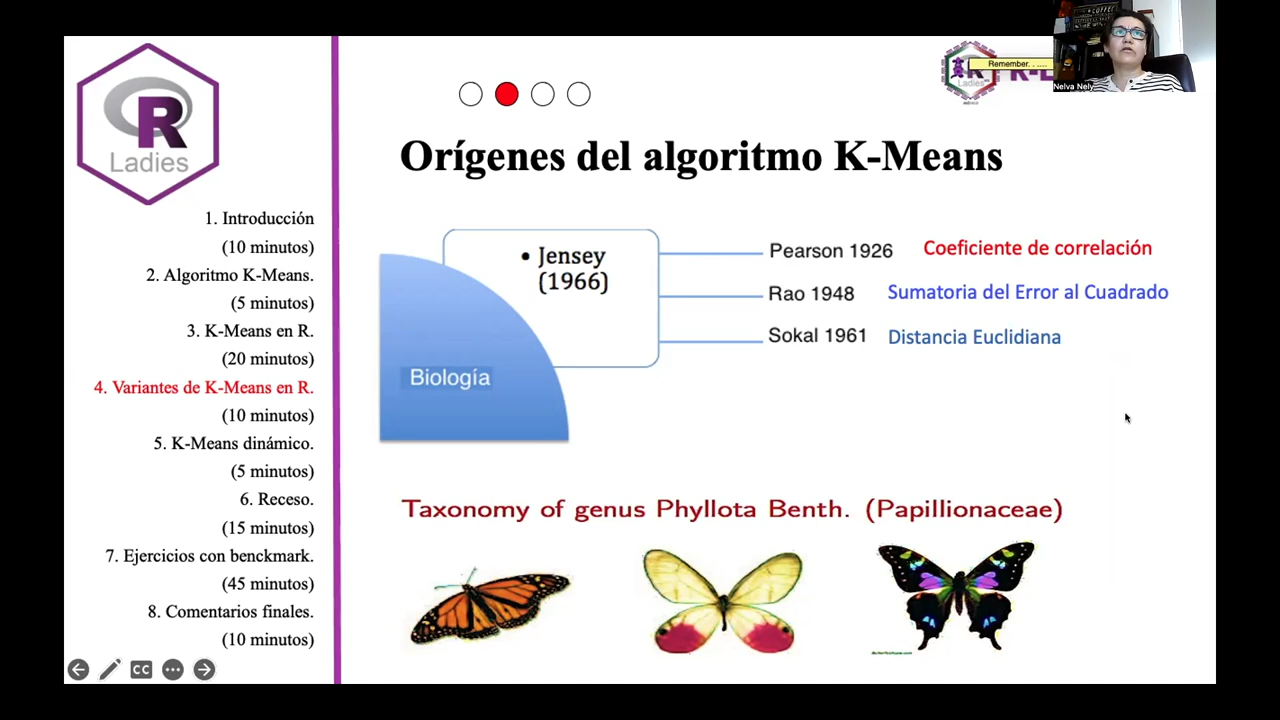 R
Ladies
1. Introducción
(10 minutos)
2. Algoritmo K-Means.
(5 minutos)
3. K-Means en R.
(20 minutos)
4. Variantes de K-Means en R.
(10 minutos)
5. K-Means dinámico.
(5 minutos)
6. Receso.
(15 minutos)
7. Ejercicios con benckmark.
(45 minutos)
8. Comentarios finales.
(10 minutos)
CC
Remember. . ....
Ladies
COFFEE
Nelva Nely
Orígenes del algoritmo K-Means
• Jensey
(1966)
Biología
Pearson 1926 Coeficiente de correlación
Rao 1948 Sumatoria del Error al Cuadrado
Sokal 1961 Distancia Euclidiana
Taxonomy of genus Phyllota Benth. (Papillionaceae)